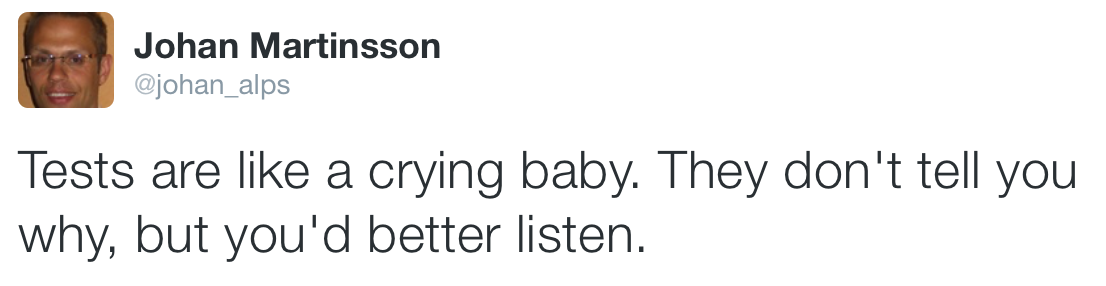 Johan Martinsson
@johan_alps
Tests are like a crying baby. They don't tell you
why, but you'd better listen.